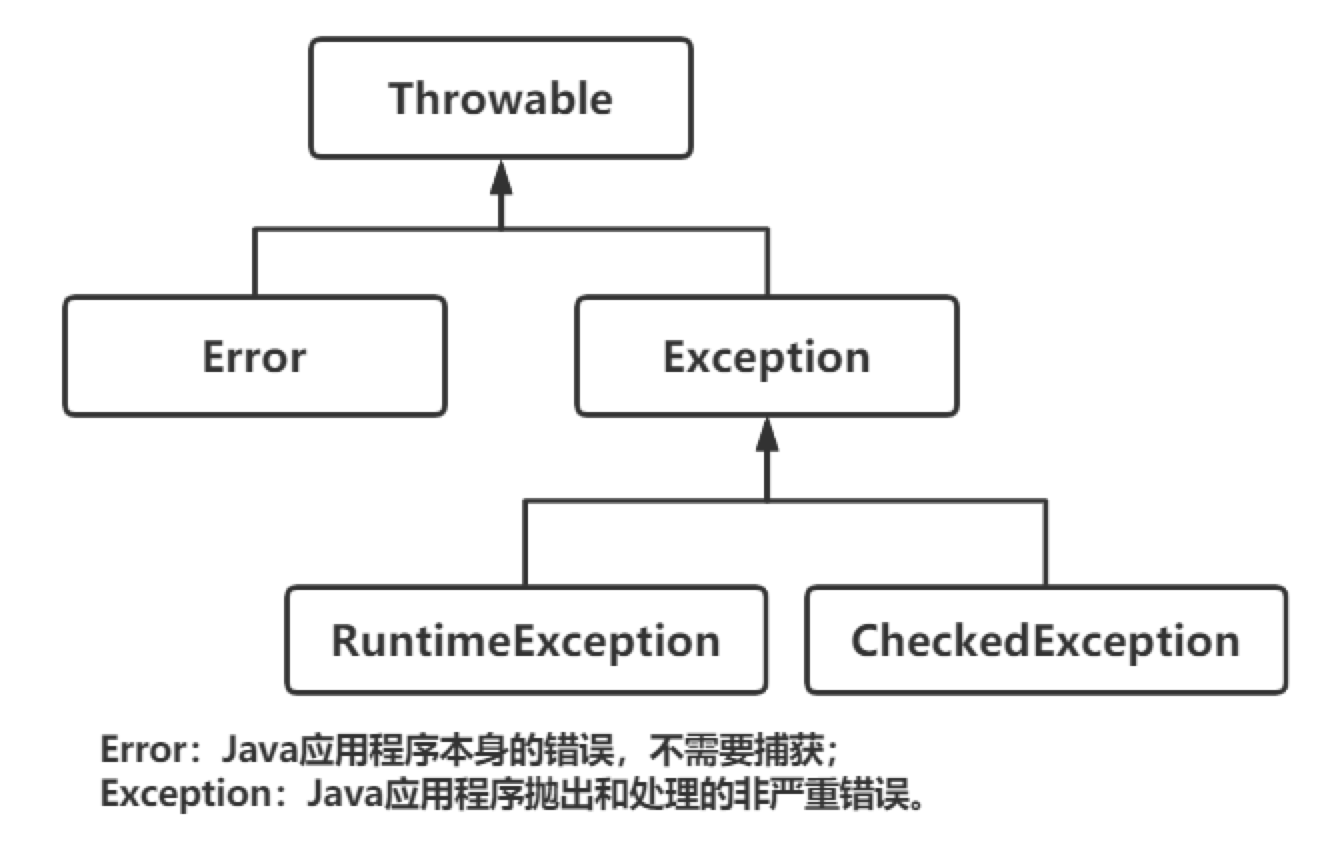 Throwable
Error
Exception
RuntimeException
CheckedException
Error：Java应用程序本身的错误，不需要捕获；
Exception：Java应用程序抛出和处理的非严重错误。